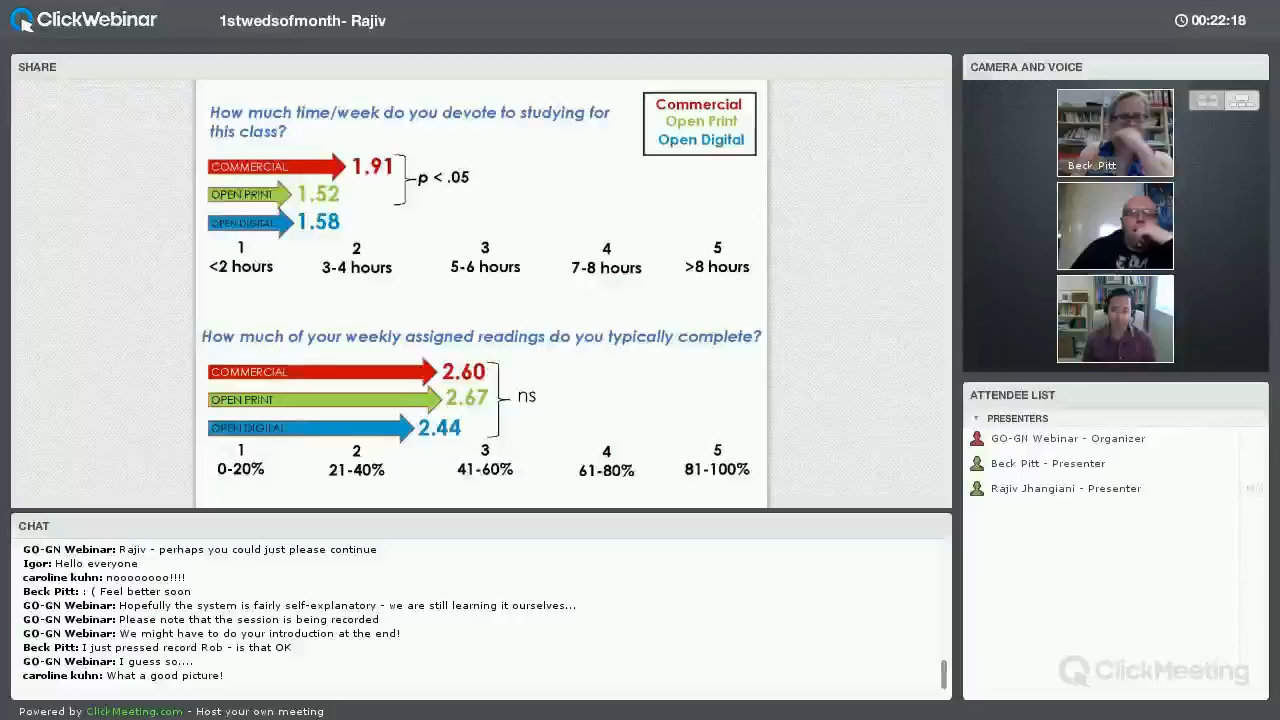 ClickWebinar
1stwedsofmonth- Rajiv
00:22:18
SHARE
How much time/week do you devote to studying for
this class?
Commercial
Open Print
Open Digital
COMMERCIAL 1.91
OPEN PRINT 1.52
OPEN DIGITAL 1.58
p < .05
1 2 3 4 5
<2 hours 3-4 hours 5-6 hours 7-8 hours >8 hours
How much of your weekly assigned readings do you typically complete?
COMMERCIAL 2.60
OPEN PRINT 2.67
OPEN DIGITAL 2.44
ns
1 2 3 4 5
0-20% 21-40% 41-60% 61-80% 81-100%
CHAT
GO-GN Webinar: Rajiv - perhaps you could just please continue
Igor: Hello everyone
caroline kuhn: noooooooo!!!!
Beck Pitt: : ( Feel better soon
GO-GN Webinar: Hopefully the system is fairly self-explanatory - we are still learning it ourselves...
GO-GN Webinar: Please note that the session is being recorded
GO-GN Webinar: We might have to do your introduction at the end!
Beck Pitt: I just pressed record Rob - is that OK
GO-GN Webinar: I guess so....
caroline kuhn: What a good picture!
CAMERA AND VOICE
Beck Pitt
ATTENDEE LIST
PRESENTERS
GO-GN Webinar - Organizer
Beck Pitt - Presenter
Rajiv Jhangiani - Presenter
ClickMeeting
Powered by ClickMeeting.com - Host your own meeting